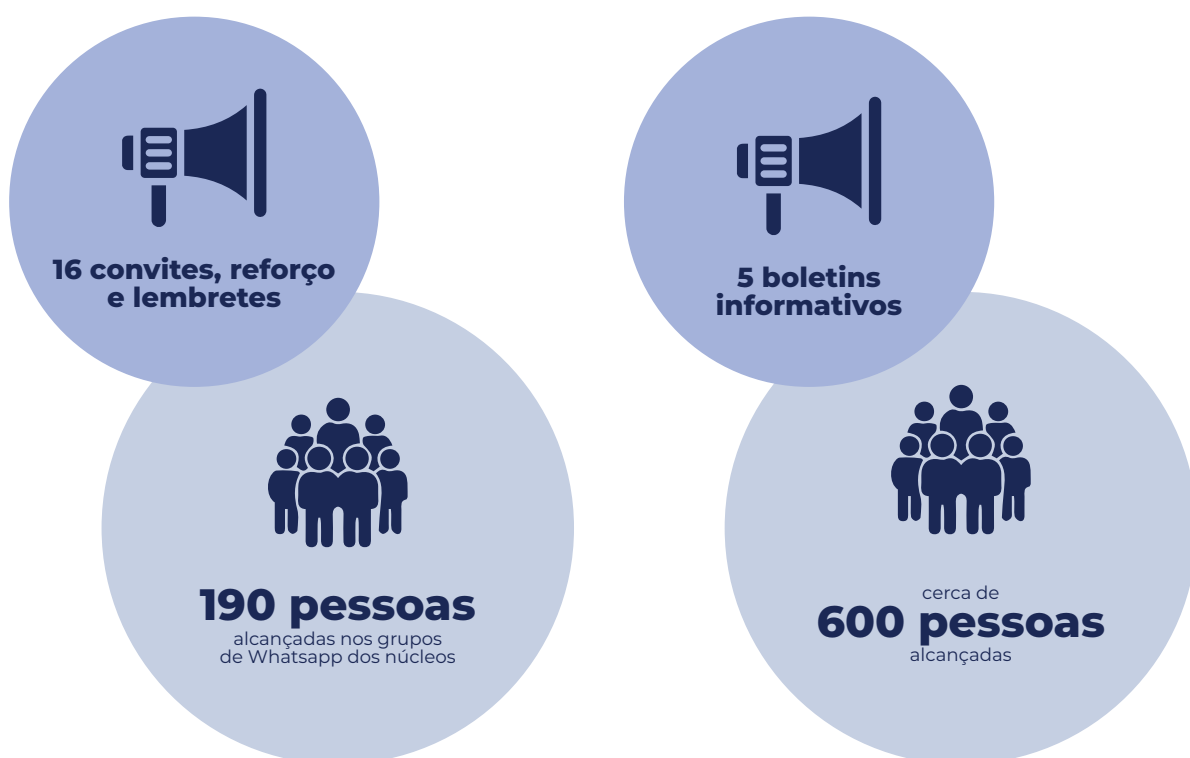 16 convites, reforço
e lembretes
190 pessoas
alcançadas nos grupos
de Whatsapp dos núcleos
5 boletins
informativos
cerca de
600 pessoas
alcançadas